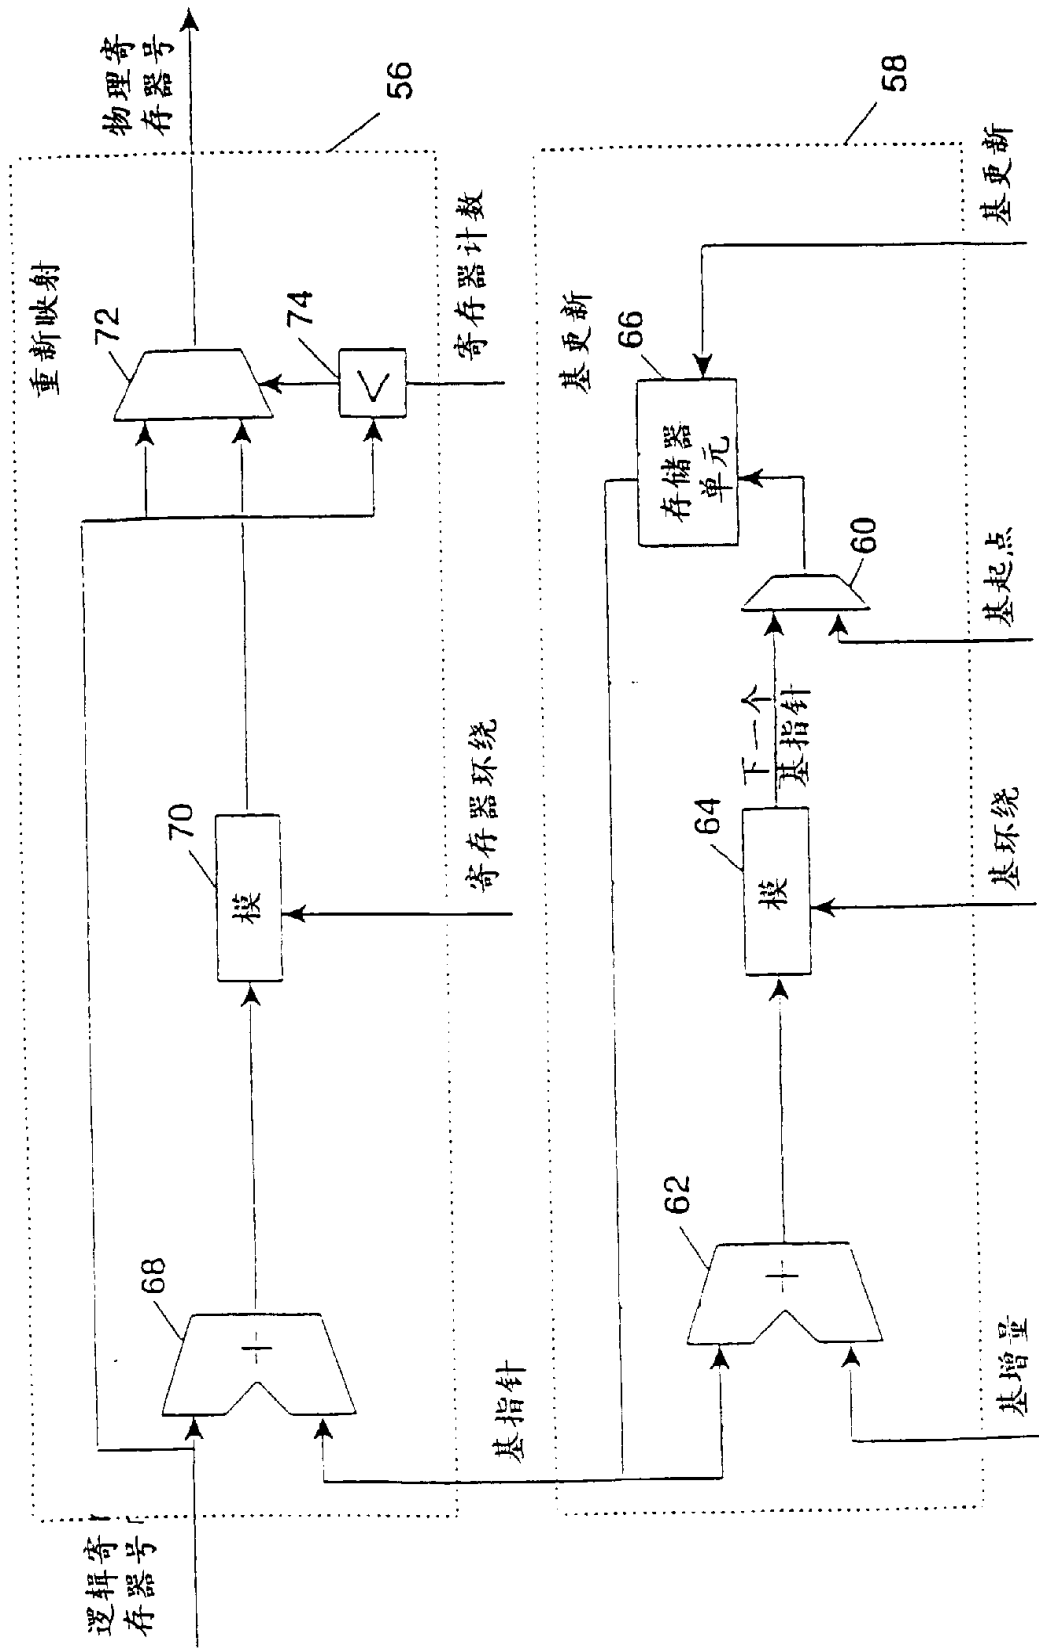 物理寄
存器号
56
重新映射
72
74
寄存器计数
70
模
寄存器环绕
68
逻辑寄
存器号
基指针
58
基更新
66
存储器
单元
基更新
60
基起点
下一个
基指针
64
模
基环绕
62
基增量